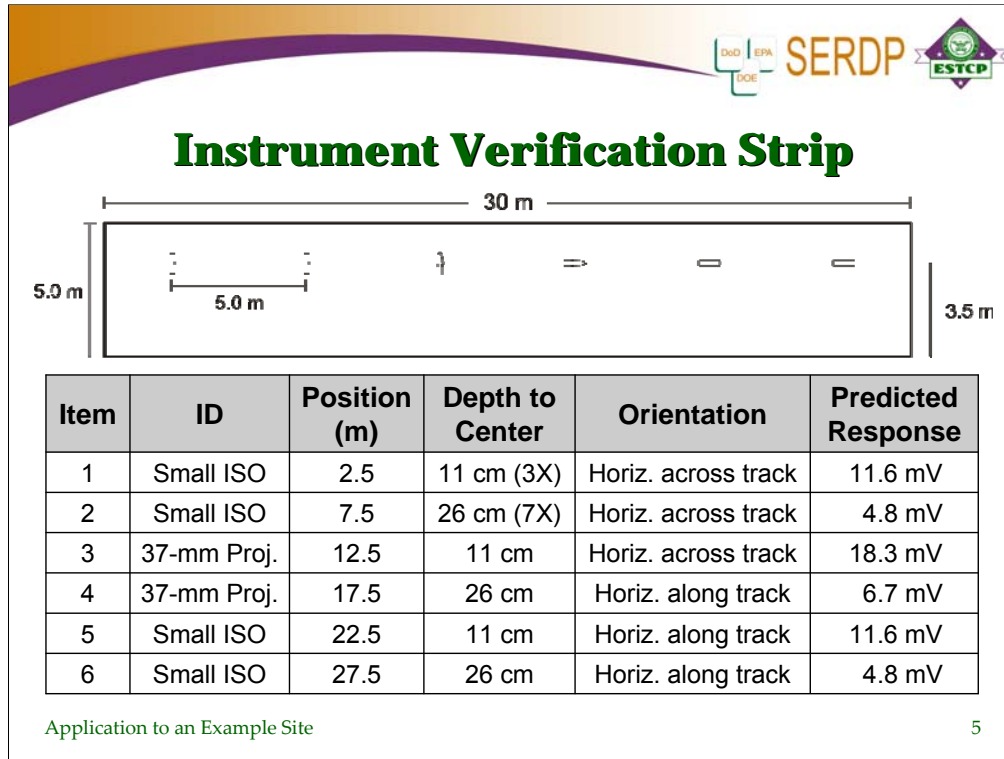 DoD EPA
DOE
SERDP
ESTCP
Instrument Verification Strip
30 m
5.0 m
5.0 m
3.5 m
Item ID Position (m) Depth to Center Orientation Predicted Response
1 Small ISO 2.5 11 cm (3X) Horiz. across track 11.6 mV
2 Small ISO 7.5 26 cm (7X) Horiz. across track 4.8 mV
3 37-mm Proj. 12.5 11 cm Horiz. across track 18.3 mV
4 37-mm Proj. 17.5 26 cm Horiz. along track 6.7 mV
5 Small ISO 22.5 11 cm Horiz. along track 11.6 mV
6 Small ISO 27.5 26 cm Horiz. along track 4.8 mV
Application to an Example Site 5